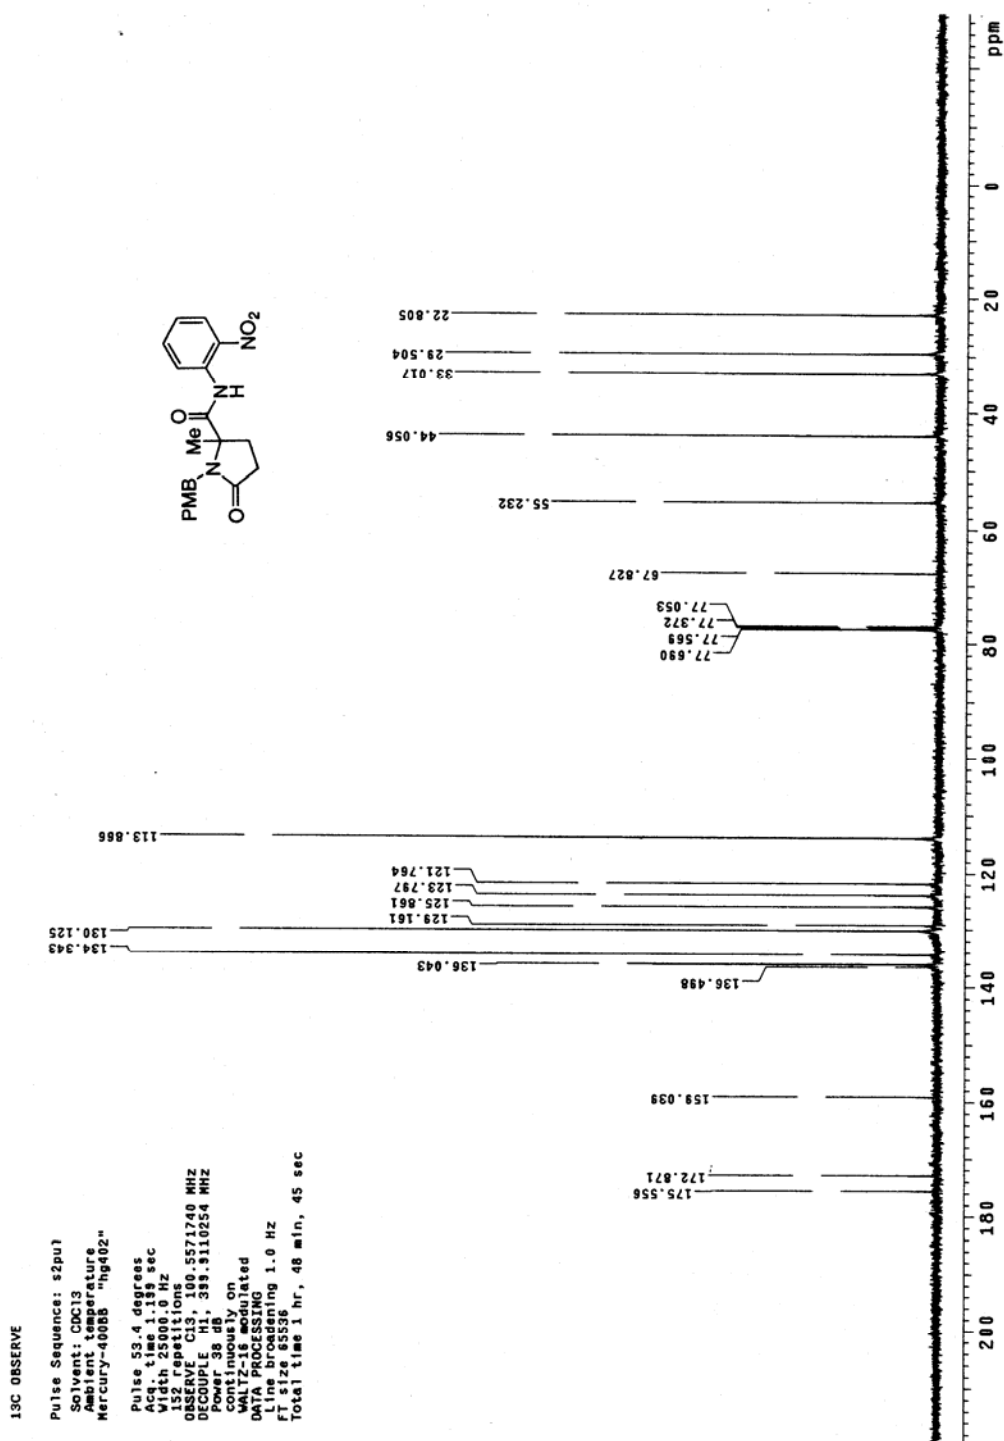 13C OBSERVE
Pulse Sequence: s2pul
Solvent: CDCl3
Ambient temperature
Mercury-400BB "hg402"
Pulse 53.4 degrees
Acq. time 1.199 sec
Width 25000.0 Hz
152 repetitions
OBSERVE C13, 100.5571740 MHz
DECOUPLE H1, 399.9110254 MHz
Power 38 dB
continuously on
WALTZ-16 modulated
DATA PROCESSING
Line broadening 1.0 Hz
FT size 65536
Total time 1 hr, 48 min, 45 sec
PMB
N
Me
O
O
N
H
NO2
175.556
172.871
159.039
136.498
136.043
134.343
130.125
129.161
125.861
123.797
121.764
113.866
77.690
77.569
77.372
77.053
67.827
55.232
44.056
33.017
29.504
22.805
200
180
160
140
120
100
80
60
40
20
0
ppm